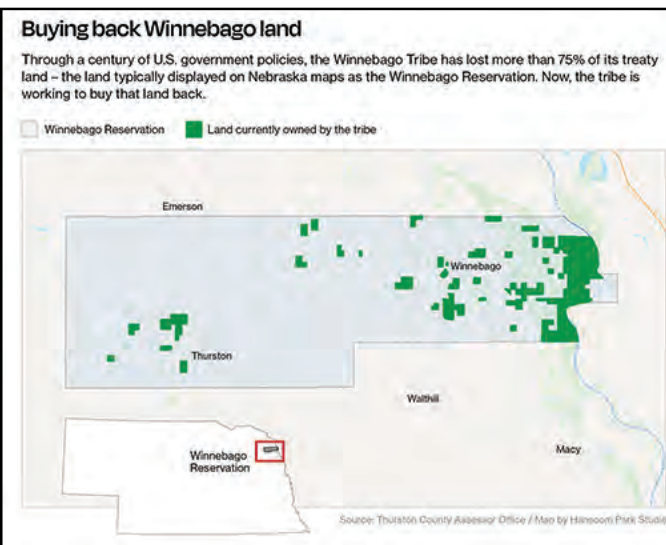 Buying back Winnebago land
Through a century of U.S. government policies, the Winnebago Tribe has lost more than 75% of its treaty
land – the land typically displayed on Nebraska maps as the Winnebago Reservation. Now, the tribe is
working to buy that land back.
Winnebago Reservation
Land currently owned by the tribe
Emerson
Winnebago
Thurston
Walthill
Winnebago
Reservation
Macy
Source: Thurston County Assessor Office / Map by Hanscom Park Studio